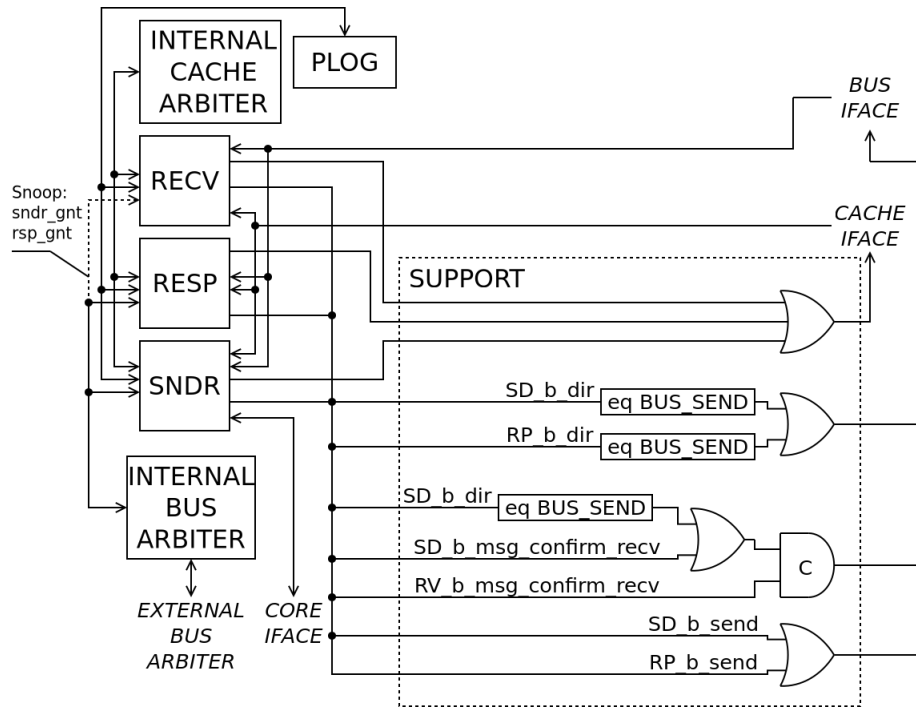 INTERNAL
CACHE
ARBITER
PLOG
BUS
IFACE
RECV
Snoop:
sndr_gnt
rsp_gnt
CACHE
IFACE
RESP
SUPPORT
SNDR
SD_b_dir
eq BUS_SEND
RP_b_dir
eq BUS_SEND
INTERNAL
BUS
ARBITER
SD_b_dir
eq BUS_SEND
SD_b_msg_confirm_recv
C
RV_b_msg_confirm_recv
EXTERNAL
BUS
ARBITER
CORE
IFACE
SD_b_send
RP_b_send